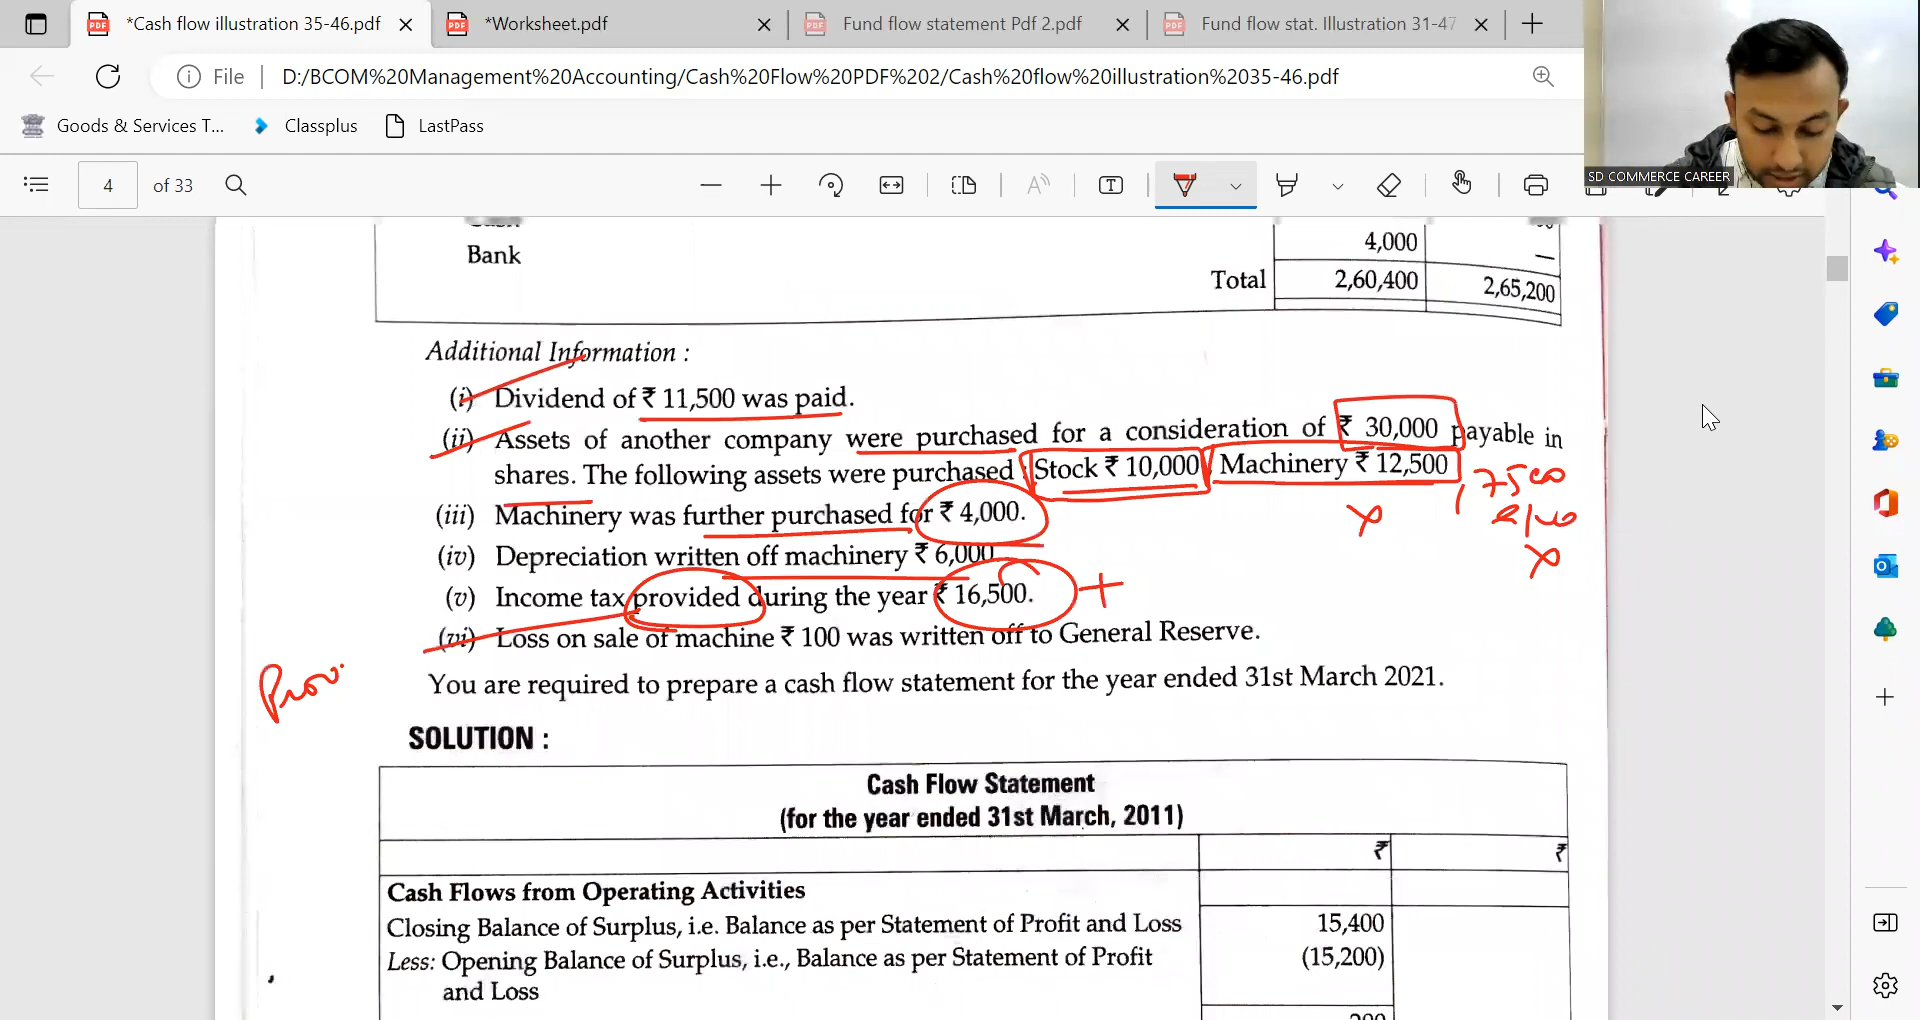 *Cash flow illustration 35-46.pdf
*Worksheet.pdf
Fund flow statement Pdf 2.pdf
Fund flow stat. Illustration 31-47
File
D:/BCOM%20Management%20Accounting/Cash%20Flow%20PDF%202/Cash%20flow%20illustration%2035-46.pdf
Goods & Services T...
Classplus
LastPass
4
of 33
SD COMMERCE CAREER
Bank 4,000
Total 2,60,400 2,65,200
Additional Information :
(i) Dividend of ₹ 11,500 was paid.
(ii) Assets of another company were purchased for a consideration of ₹ 30,000 payable in
shares. The following assets were purchased : Stock ₹ 10,000, Machinery ₹ 12,500
17500
(iii) Machinery was further purchased for ₹ 4,000.
(iv) Depreciation written off machinery ₹ 6,000
(v) Income tax provided during the year ₹ 16,500. +
(vi) Loss on sale of machine ₹ 100 was written off to General Reserve.
Prov
You are required to prepare a cash flow statement for the year ended 31st March 2021.
SOLUTION :
Cash Flow Statement
(for the year ended 31st March, 2011)
₹ ₹
Cash Flows from Operating Activities
Closing Balance of Surplus, i.e. Balance as per Statement of Profit and Loss 15,400
Less: Opening Balance of Surplus, i.e., Balance as per Statement of Profit (15,200)
and Loss